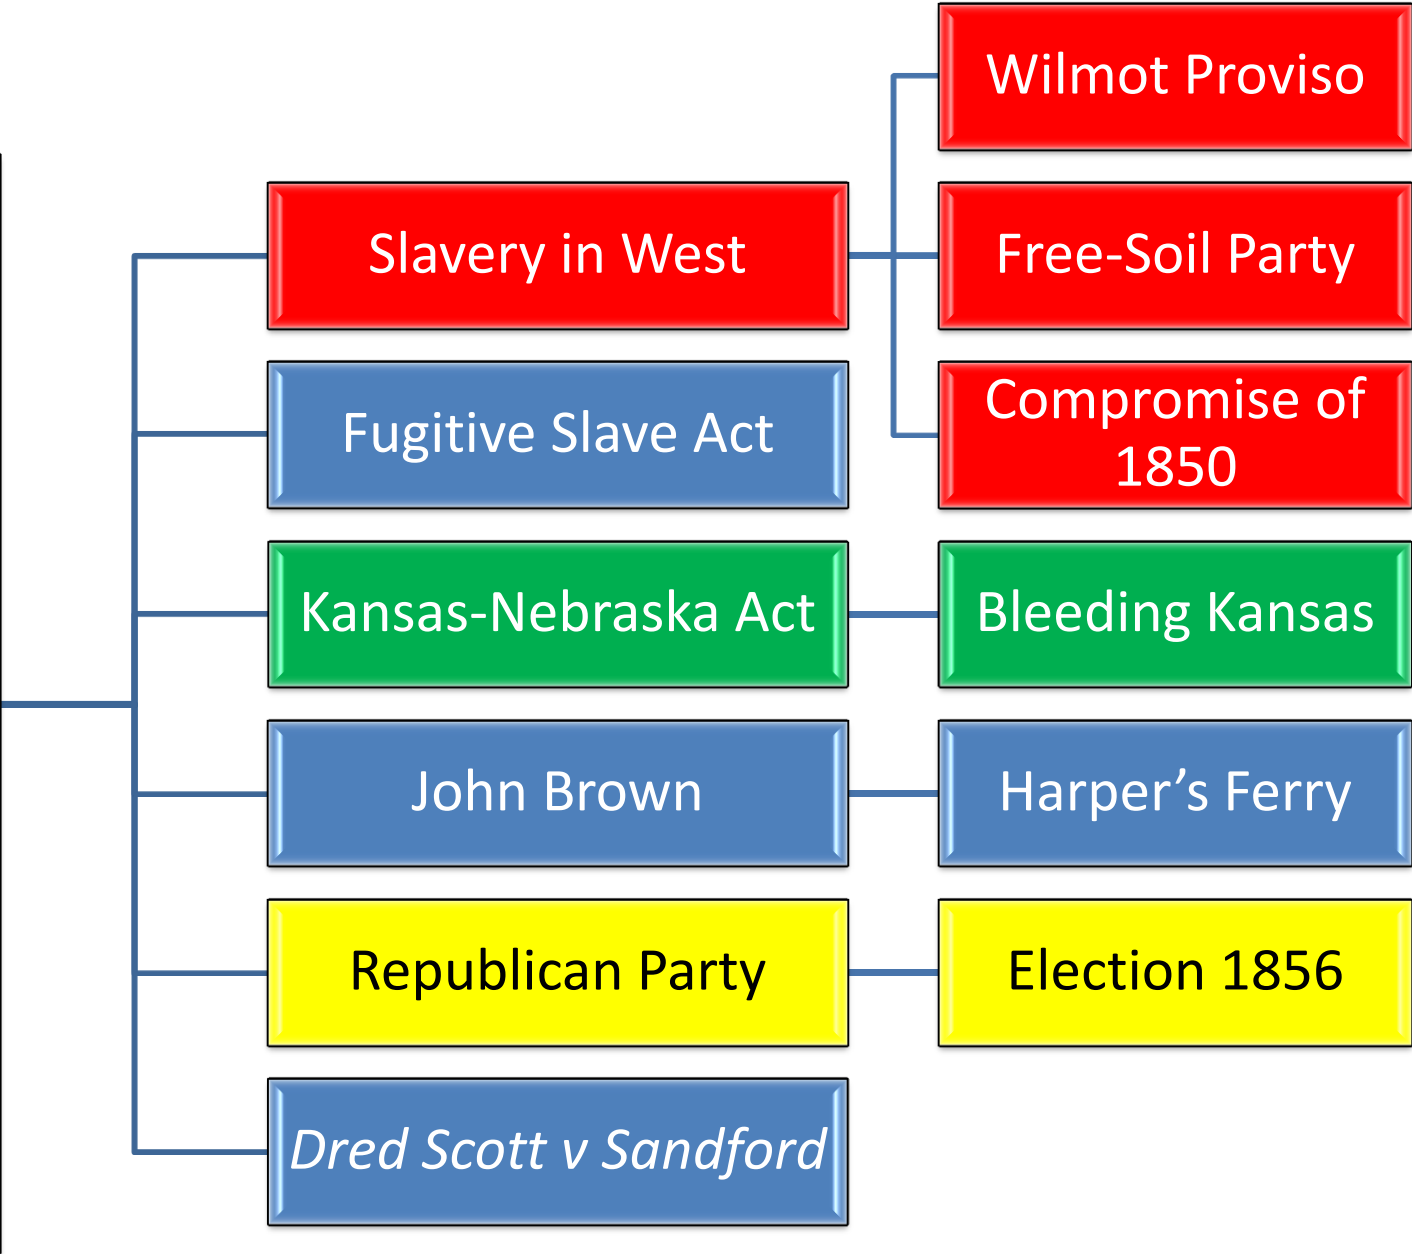 Wilmot Proviso
Slavery in West
Free-Soil Party
Fugitive Slave Act
Compromise of
1850
Kansas-Nebraska Act
Bleeding Kansas
John Brown
Harper’s Ferry
Republican Party
Election 1856
Dred Scott v Sandford